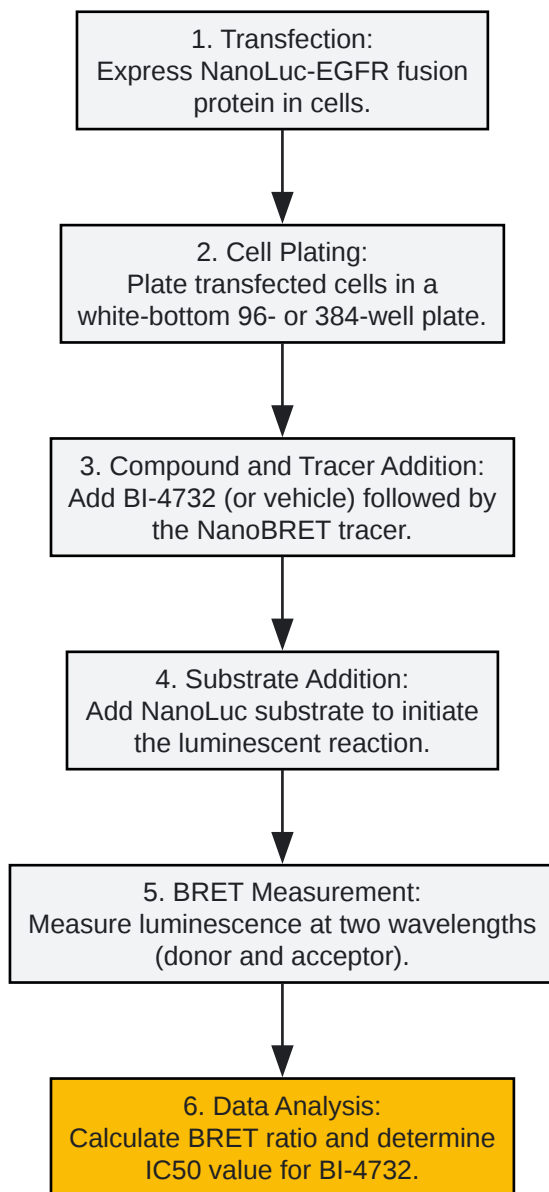 1. Transfection:
Express NanoLuc-EGFR fusion
protein in cells.
2. Cell Plating:
Plate transfected cells in a
white-bottom 96- or 384-well plate.
3. Compound and Tracer Addition:
Add BI-4732 (or vehicle) followed by
the NanoBRET tracer.
4. Substrate Addition:
Add NanoLuc substrate to initiate
the luminescent reaction.
5. BRET Measurement:
Measure luminescence at two wavelengths
(donor and acceptor).
6. Data Analysis:
Calculate BRET ratio and determine
IC50 value for BI-4732.